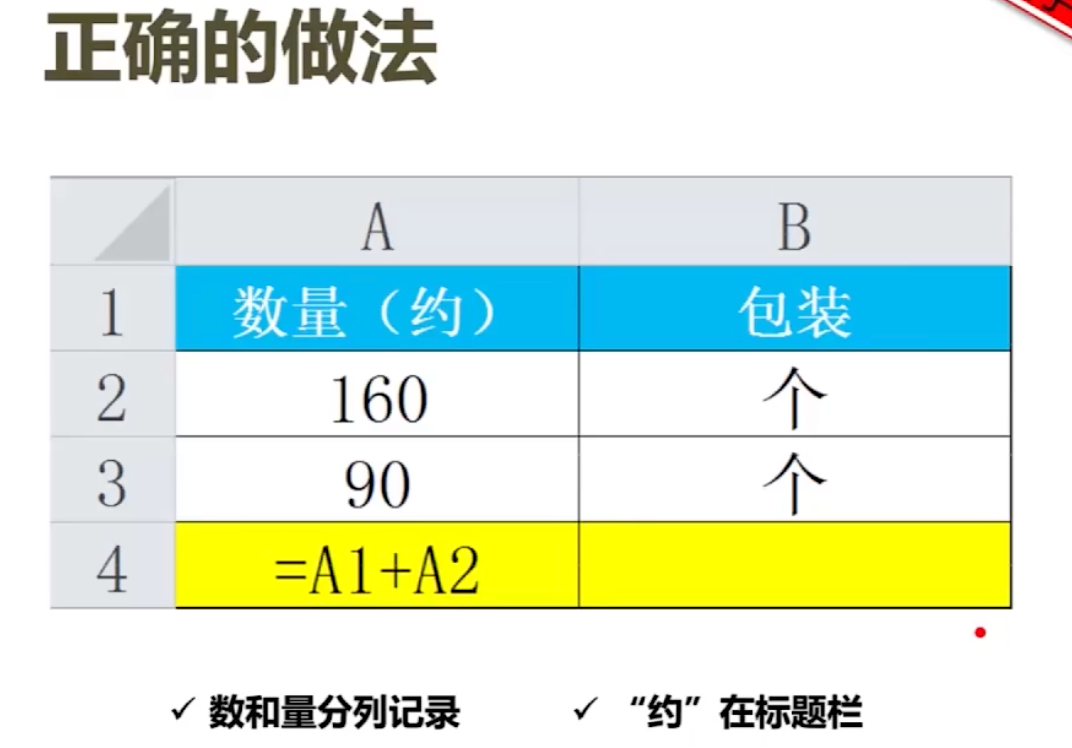 正确的做法
A B
1 数量（约） 包装
2 160 个
3 90 个
4 =A1+A2
✓ 数和量分列记录 ✓ “约”在标题栏